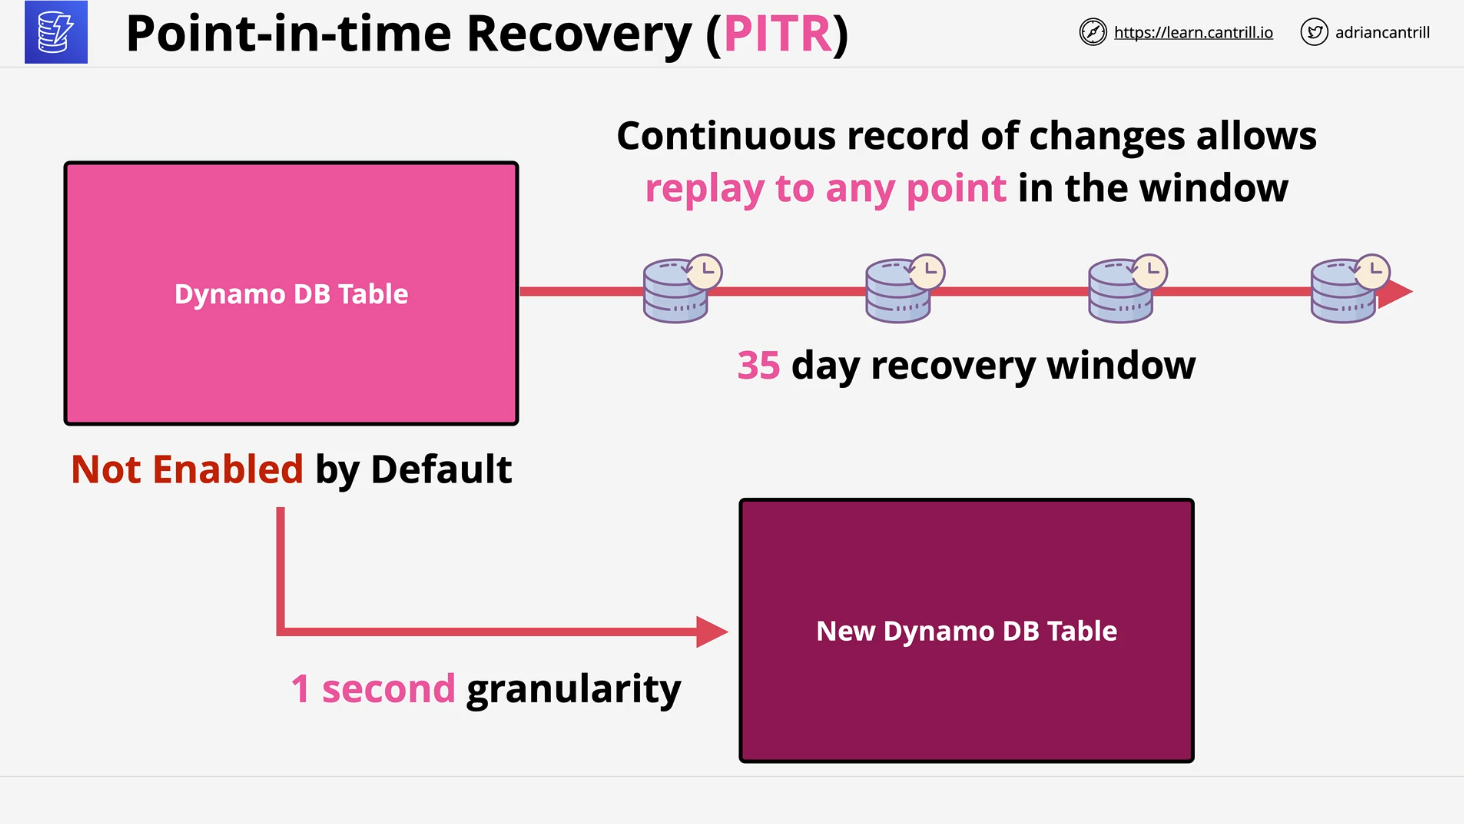 Point-in-time Recovery (PITR)
https://learn.cantrill.io
adriancantrill
Continuous record of changes allows
replay to any point in the window
Dynamo DB Table
35 day recovery window
Not Enabled by Default
New Dynamo DB Table
1 second granularity